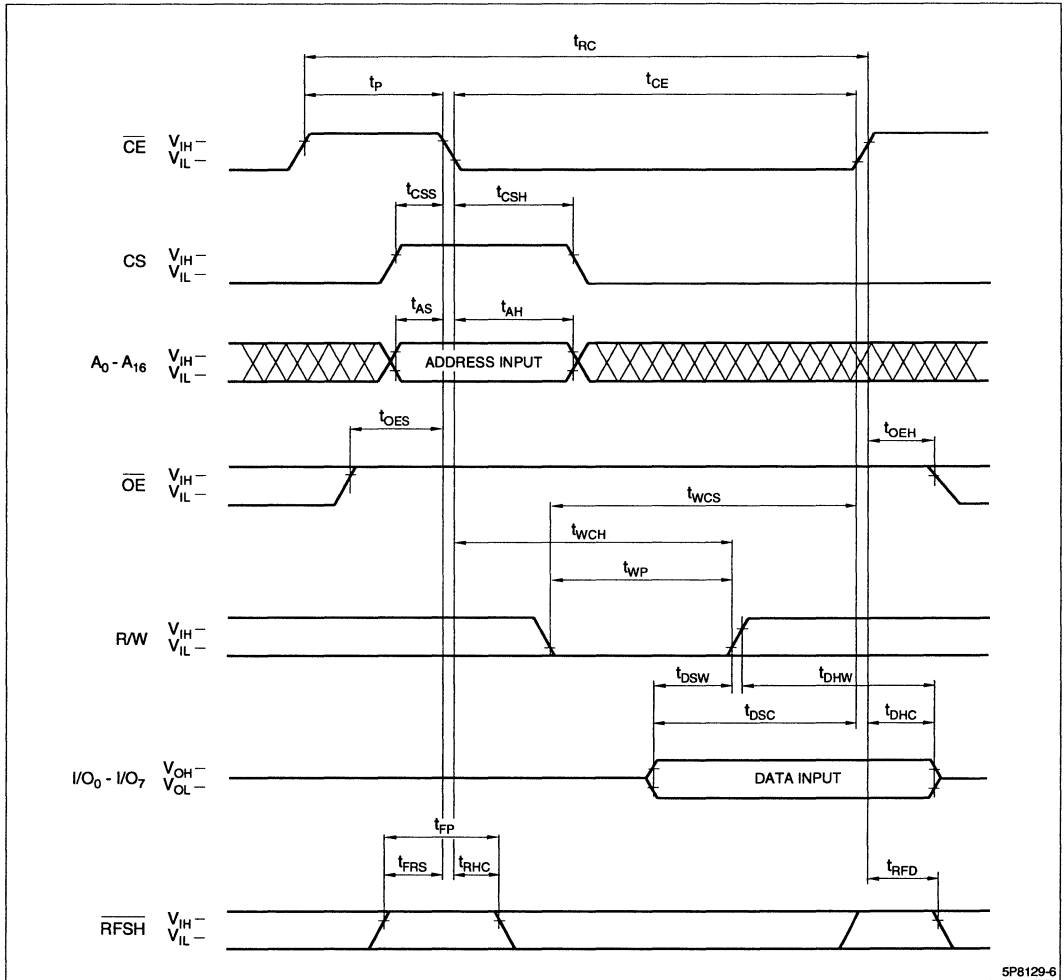 tRC
tP
tCE
CE VIH –
VIL –
tCSS
tCSH
CS VIH –
VIL –
tAS
tAH
A0 - A16 VIH –
VIL –
ADDRESS INPUT
tOES
tOEH
OE VIH –
VIL –
tWCS
tWCH
tWP
R/W VIH –
VIL –
tDSW
tDHW
tDSC
tDHC
I/O0 - I/O7 VOH –
VOL –
DATA INPUT
tFP
tFRS
tRHC
tRFD
RFSH VIH –
VIL –
5P8129-6